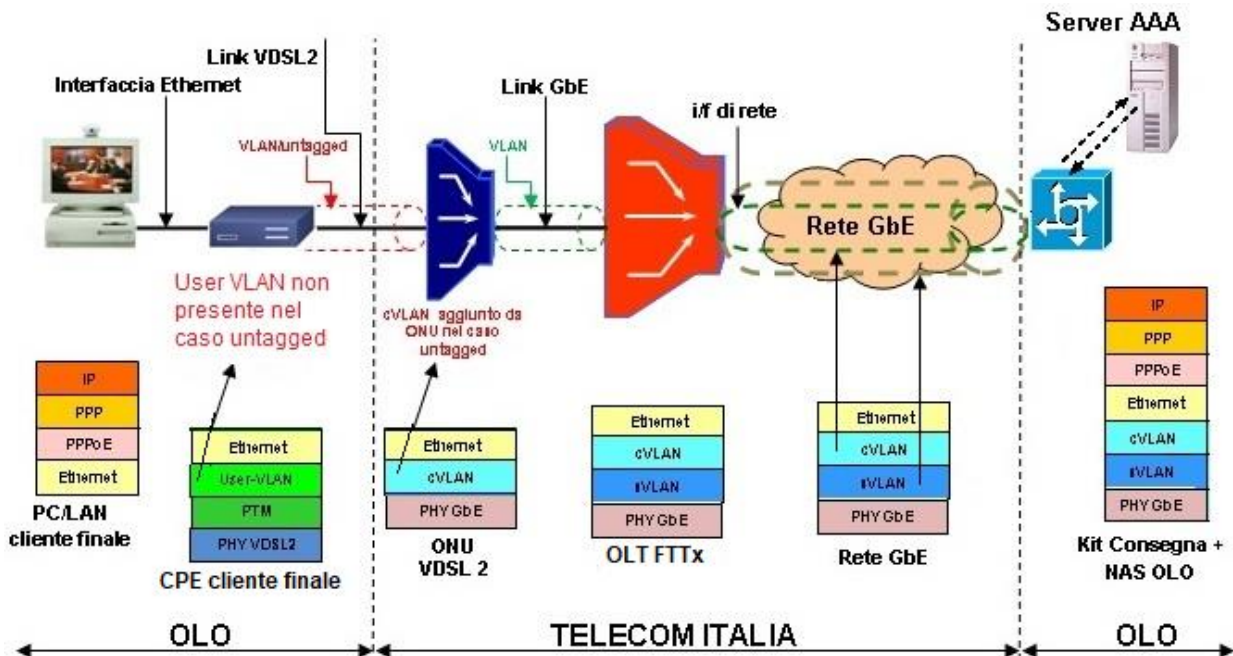 Server AAA
Link VDSL2
Interfaccia Ethernet
Link GbE
i/f di rete
VLAN/untagged
VLAN
Rete GbE
User VLAN non
presente nel
caso untagged
cVLAN aggiunto da
ONU nel caso
untagged
IP
PPP
PPPoE
Ethernet
PC/LAN
cliente finale
Ethernet
User-VLAN
PTM
PHY VDSL2
CPE cliente finale
Ethernet
cVLAN
PHY GbE
ONU
VDSL 2
Ethernet
cVLAN
sVLAN
PHY GbE
OLT FTTx
Ethernet
cVLAN
sVLAN
PHY GbE
Rete GbE
IP
PPP
PPPoE
Ethernet
cVLAN
sVLAN
PHY GbE
Kit Consegna +
NAS OLO
OLO
TELECOM ITALIA
OLO